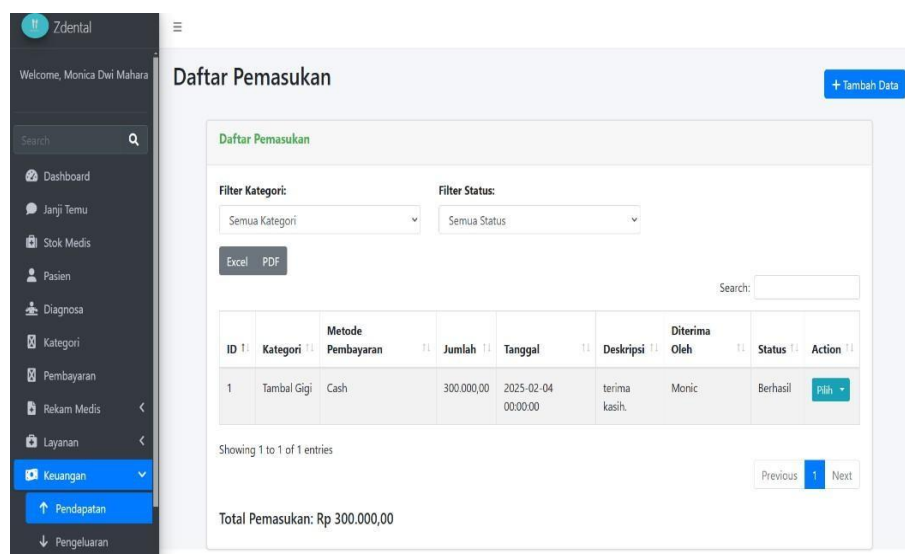 Zdental
Welcome, Monica Dwi Mahara
Search
Dashboard
Janji Temu
Stok Medis
Pasien
Diagnosa
Kategori
Pembayaran
Rekam Medis
Layanan
Keuangan
Pendapatan
Pengeluaran
Daftar Pemasukan
+ Tambah Data
Daftar Pemasukan
Filter Kategori: Filter Status:
Semua Kategori Semua Status
Excel PDF
Search:
ID Kategori Metode Pembayaran Jumlah Tanggal Deskripsi Diterima Oleh Status Action
1 Tambal Gigi Cash 300.000,00 2025-02-04 00:00:00 terima kasih. Monic Berhasil Pilih
Showing 1 to 1 of 1 entries
Previous 1 Next
Total Pemasukan: Rp 300.000,00